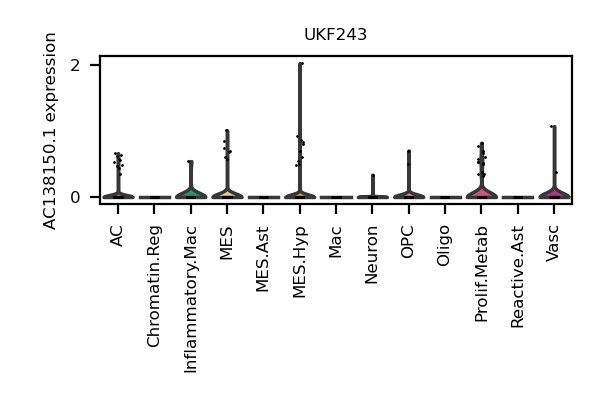 UKF243
AC138150.1 expression
2
0
AC
Chromatin.Reg
Inflammatory.Mac
MES
MES.Ast
MES.Hyp
Mac
Neuron
OPC
Oligo
Prolif.Metab
Reactive.Ast
Vasc